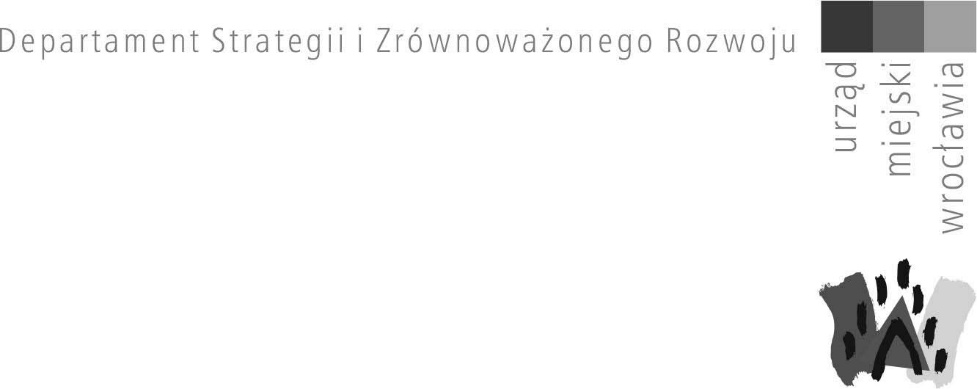 Departament Strategii i Zrównoważonego Rozwoju
urząd
miejski
wrocławia